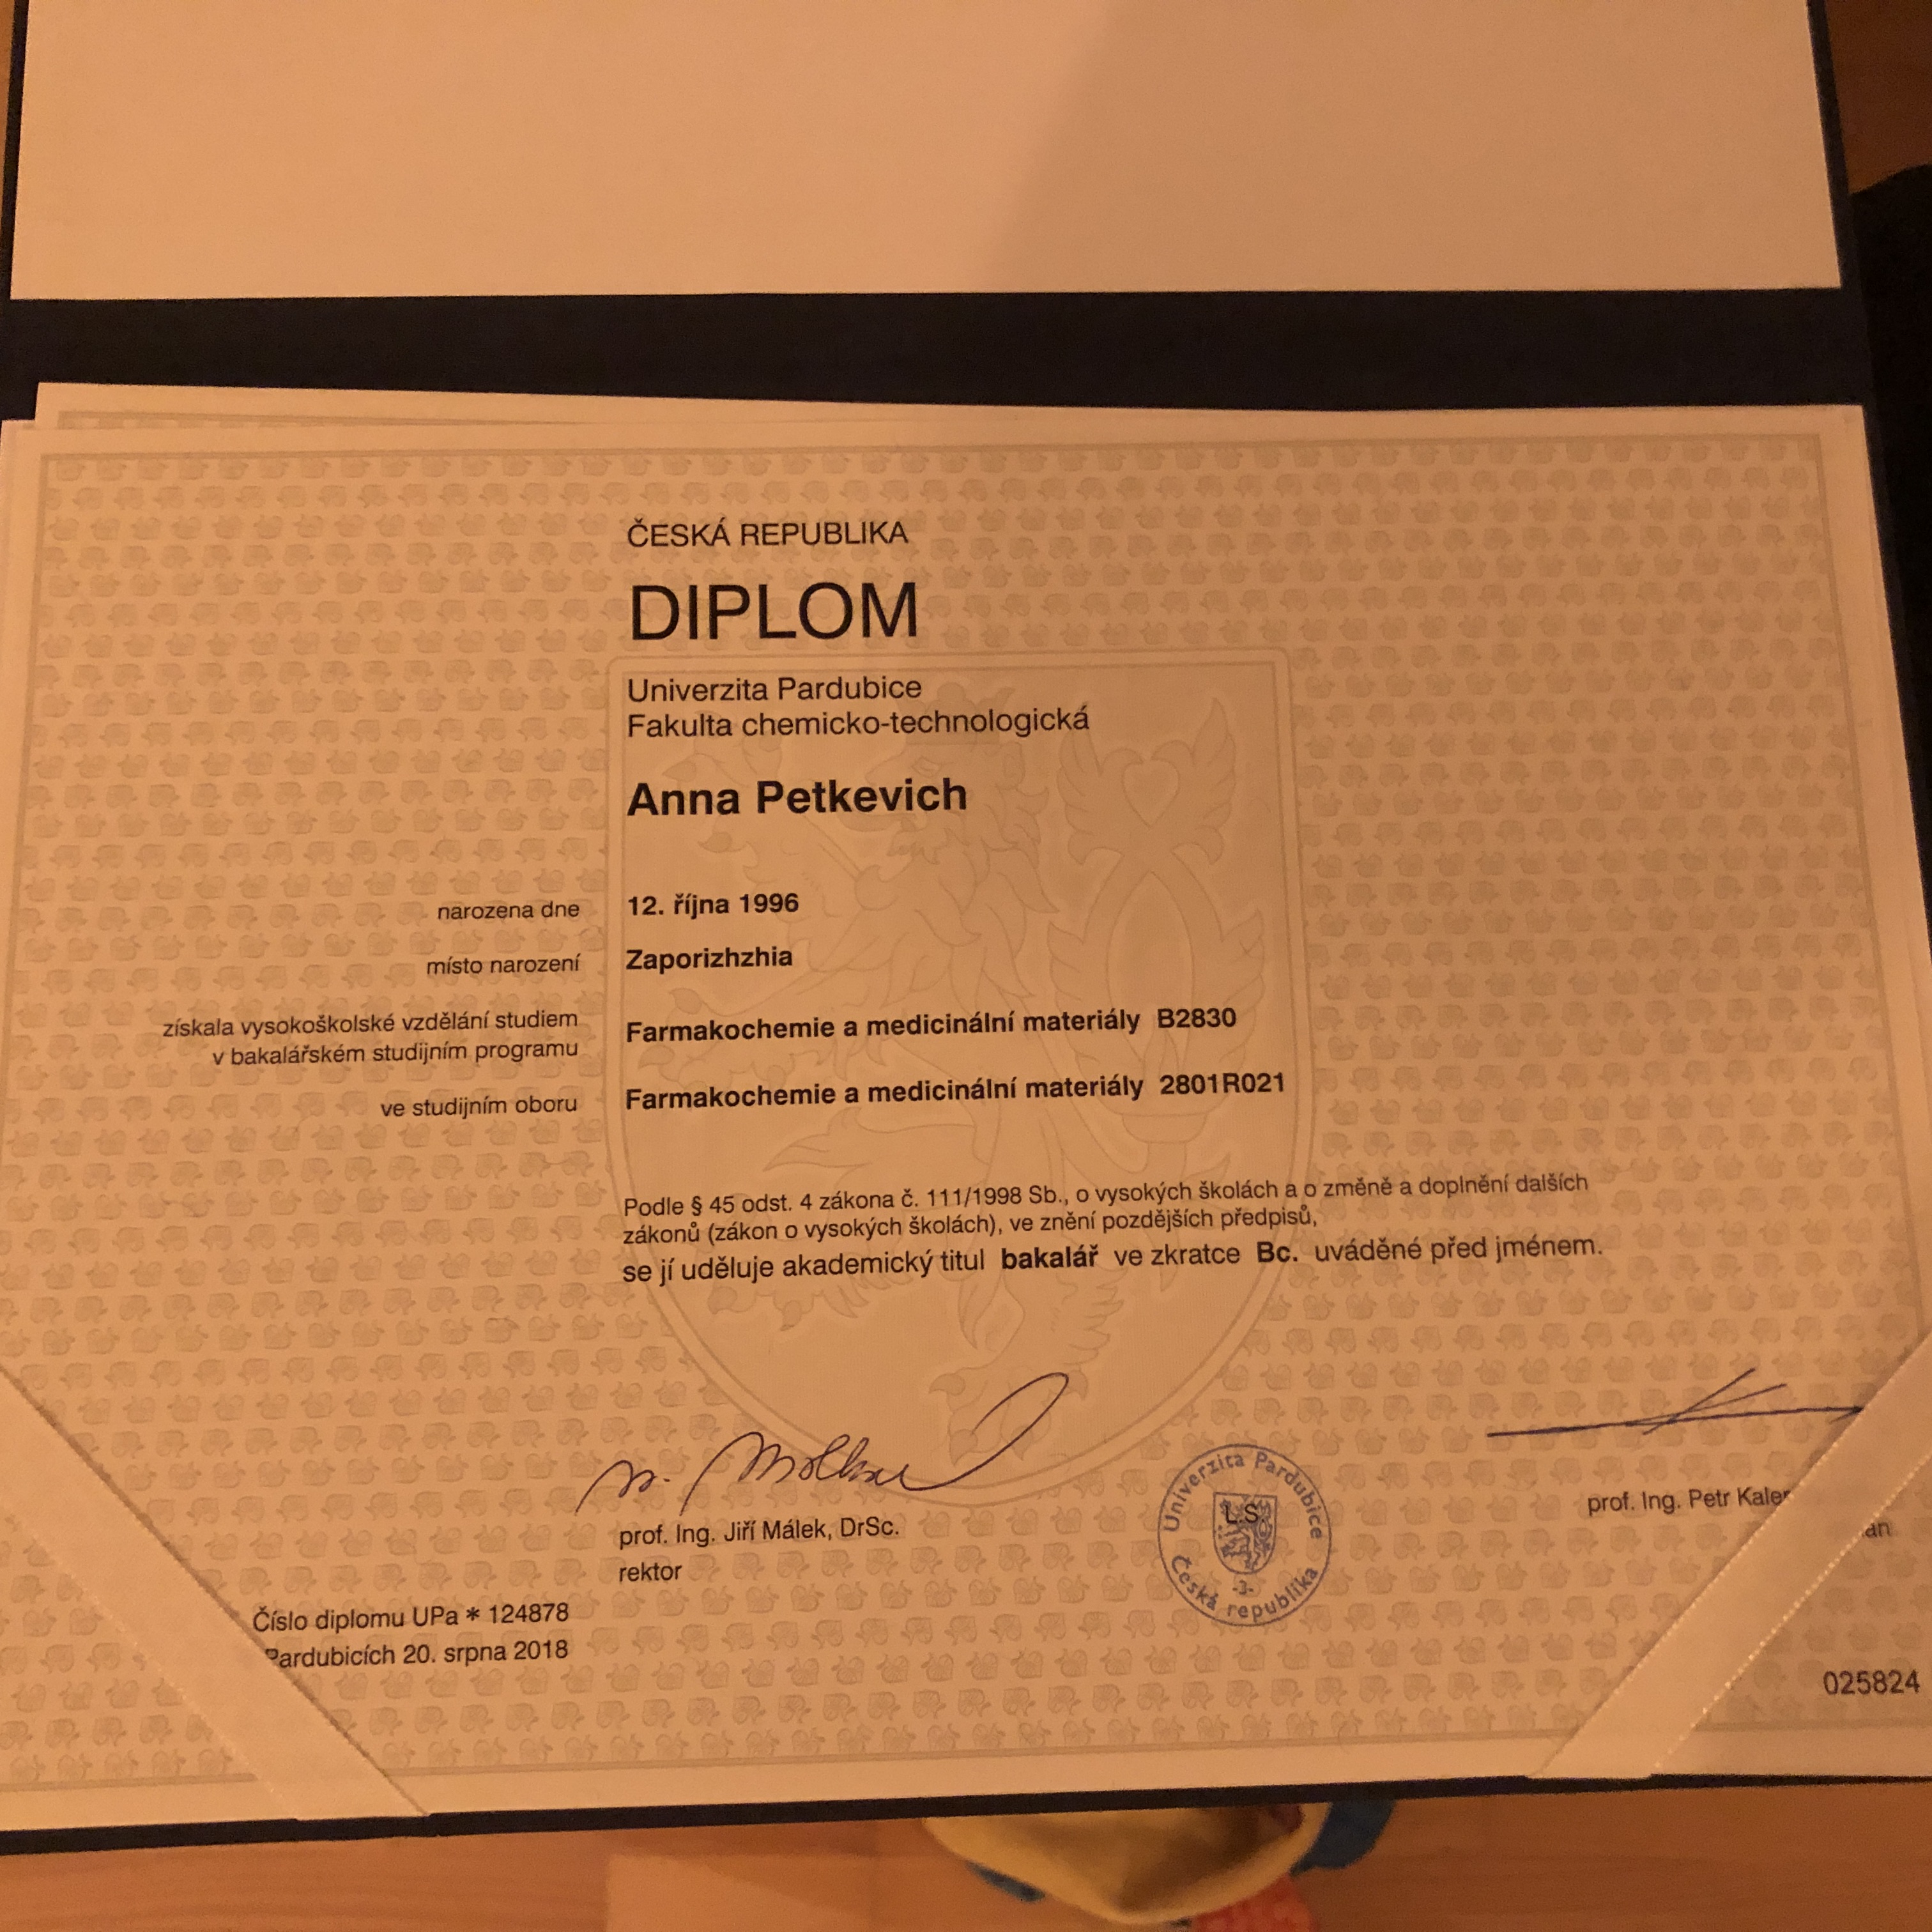 ČESKÁ REPUBLIKA
DIPLOM
Univerzita Pardubice
Fakulta chemicko-technologická
Anna Petkevich
narozena dne 12. října 1996
místo narození Zaporizhzhia
získala vysokoškolské vzdělání studiem
v bakalářském studijním programu Farmakochemie a medicinální materiály B2830
ve studijním oboru Farmakochemie a medicinální materiály 2801R021
Podle § 45 odst. 4 zákona č. 111/1998 Sb., o vysokých školách a o změně a doplnění dalších
zákonů (zákon o vysokých školách), ve znění pozdějších předpisů,
se jí uděluje akademický titul bakalář ve zkratce Bc. uváděné před jménem.
prof. Ing. Jiří Málek, DrSc.
rektor
Univerzita Pardubice
L.S.
-3-
Česká republika
prof. Ing. Petr
Číslo diplomu UPa * 124878
Pardubicích 20. srpna 2018
025824